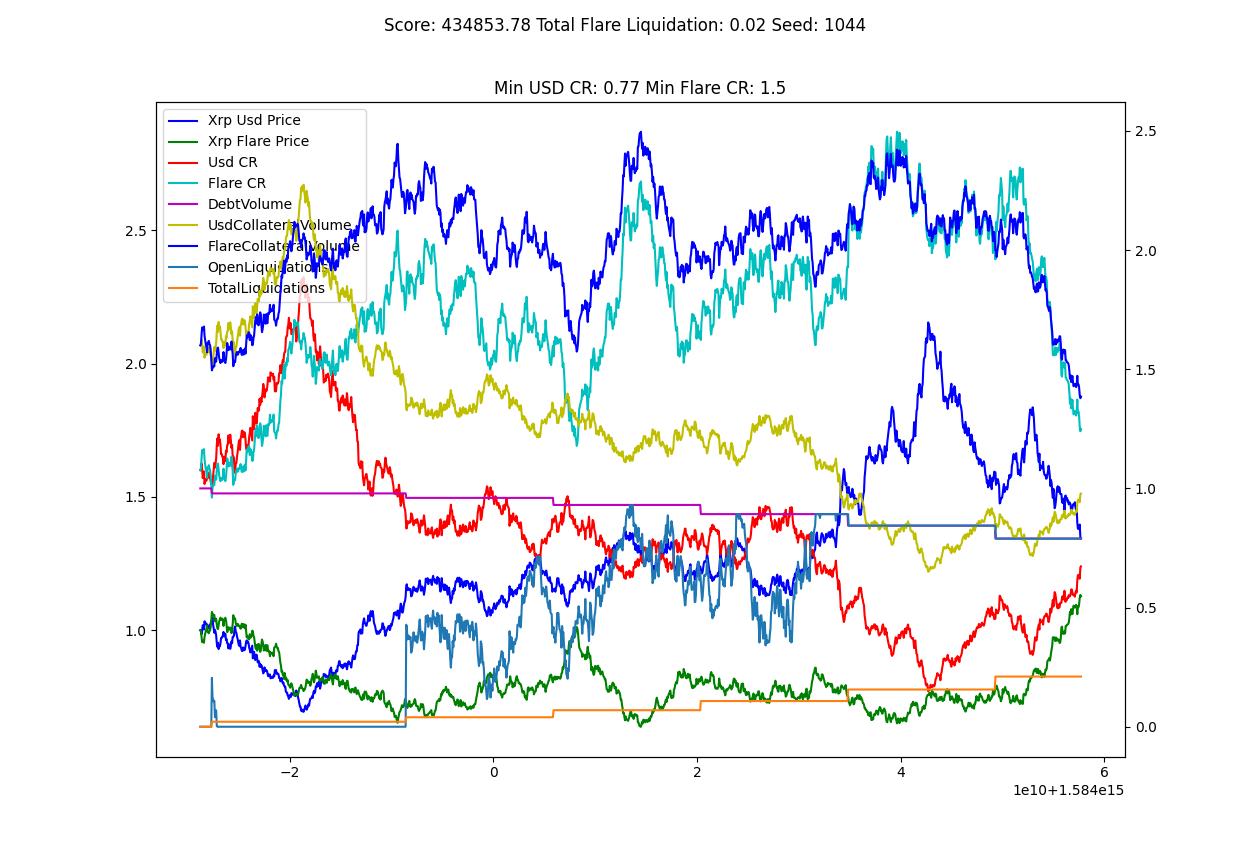 Score: 434853.78 Total Flare Liquidation: 0.02 Seed: 1044
Min USD CR: 0.77 Min Flare CR: 1.5
Xrp Usd Price
Xrp Flare Price
Usd CR
Flare CR
DebtVolume
UsdCollateralVolume
FlareCollateralVolume
OpenLiquidations
TotalLiquidations
2.5
2.0
1.5
1.0
2.5
2.0
1.5
1.0
0.5
0.0
−2
0
2
4
6
1e10+1.584e15